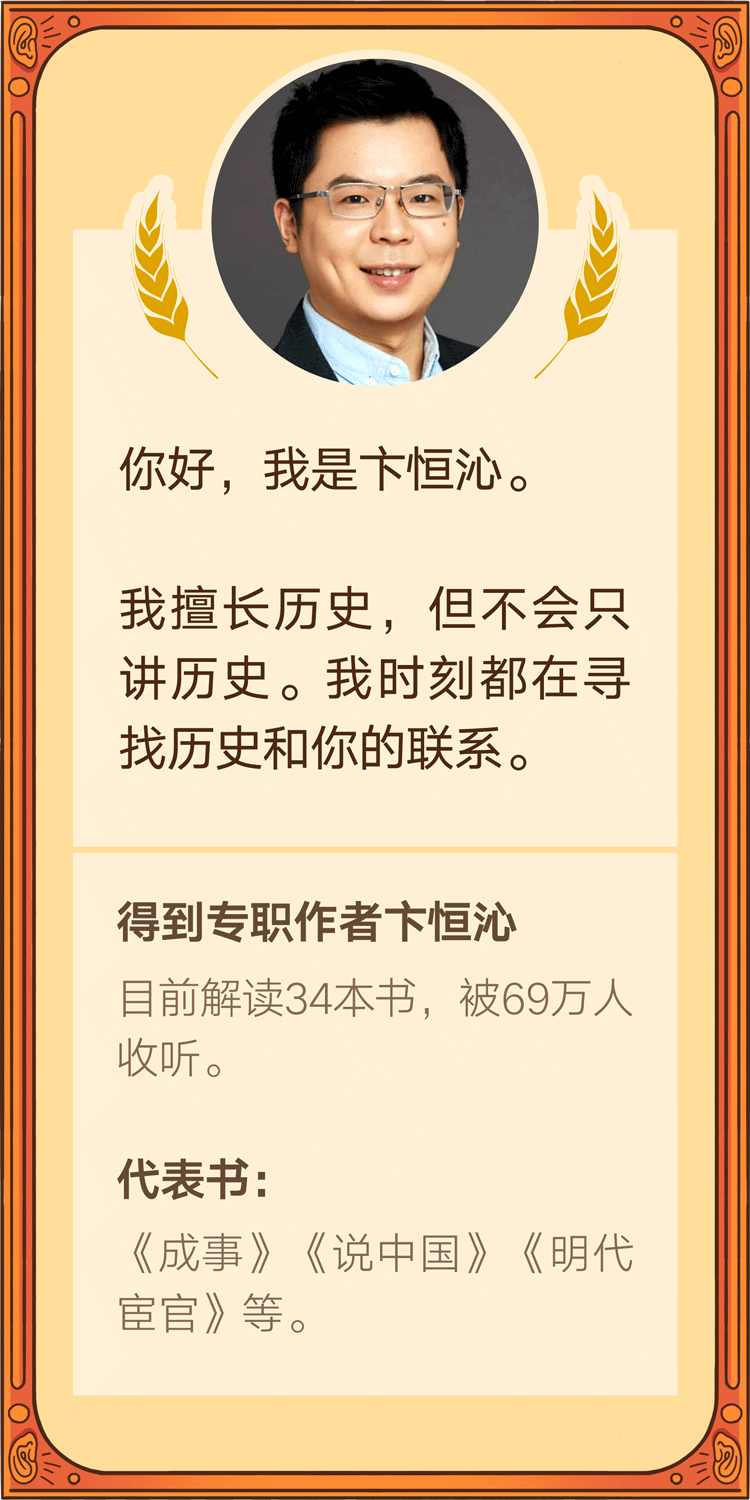 你好，我是卞恒沁。
我擅长历史，但不会只
讲历史。我时刻都在寻
找历史和你的联系。
得到专职作者卞恒沁
目前解读34本书，被69万人
收听。
代表书：
《成事》《说中国》《明代
宦官》等。